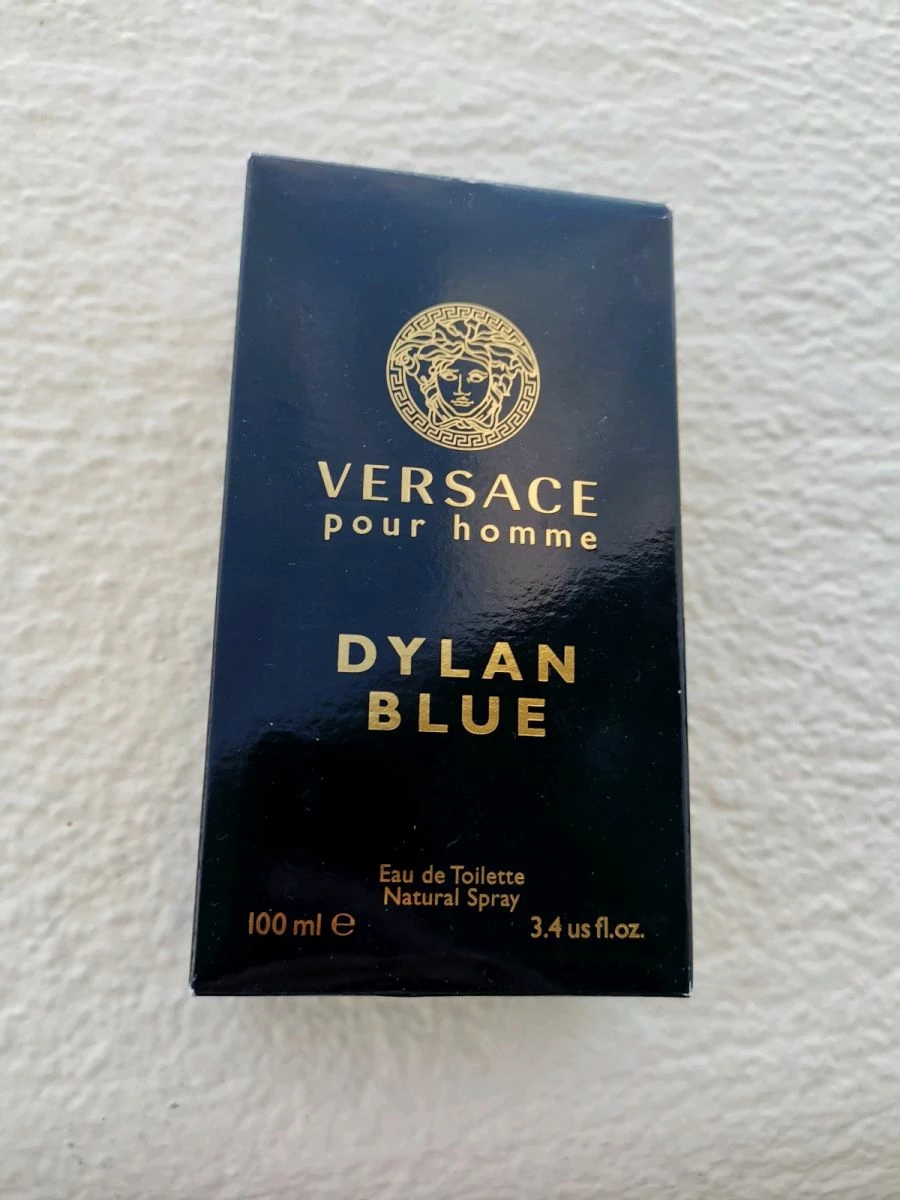 VERSACE
pour homme
DYLAN
BLUE
Eau de Toilette
Natural Spray
100 ml ℮ 3.4 us fl.oz.